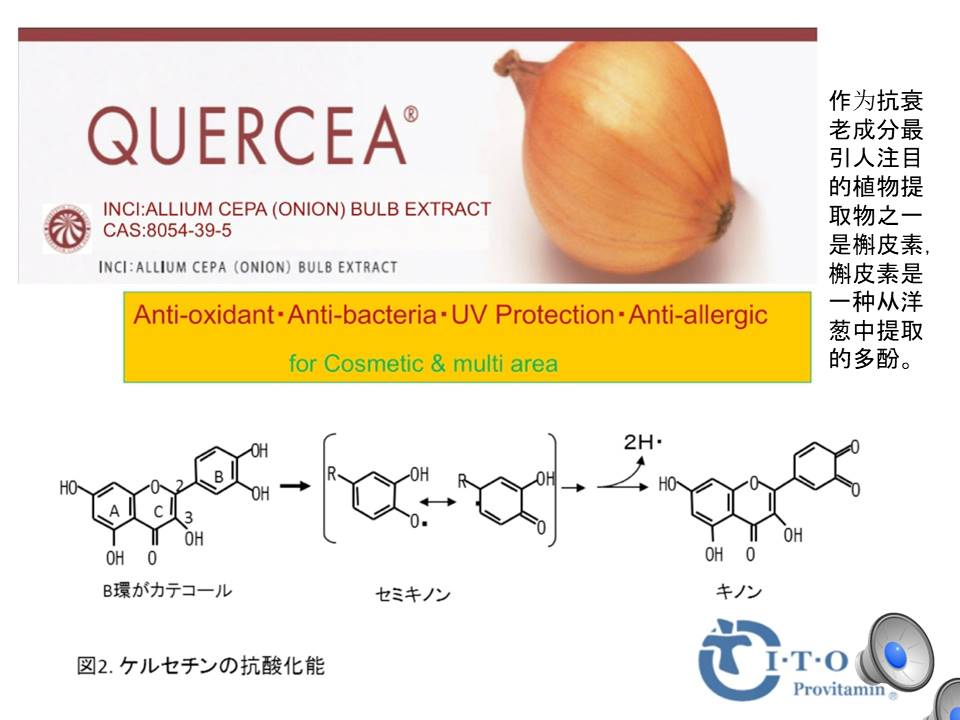 QUERCEA®
INCI:ALLIUM CEPA (ONION) BULB EXTRACT
CAS:8054-39-5
INCI:ALLIUM CEPA (ONION) BULB EXTRACT
作为抗衰
老成分最
引人注目
的植物提
取物之一
是槲皮素,
槲皮素是
一种从洋
葱中提取
的多酚。
Anti-oxidant･Anti-bacteria･UV Protection･Anti-allergic
for Cosmetic & multi area
HO O 2 B OH OH A C 3 OH OH O
R OH O･
R OH O
2H･
HO O O O OH OH O
B環がカテコール
セミキノン
キノン
図2. ケルセチンの抗酸化能
I･T･O
Provitamin®